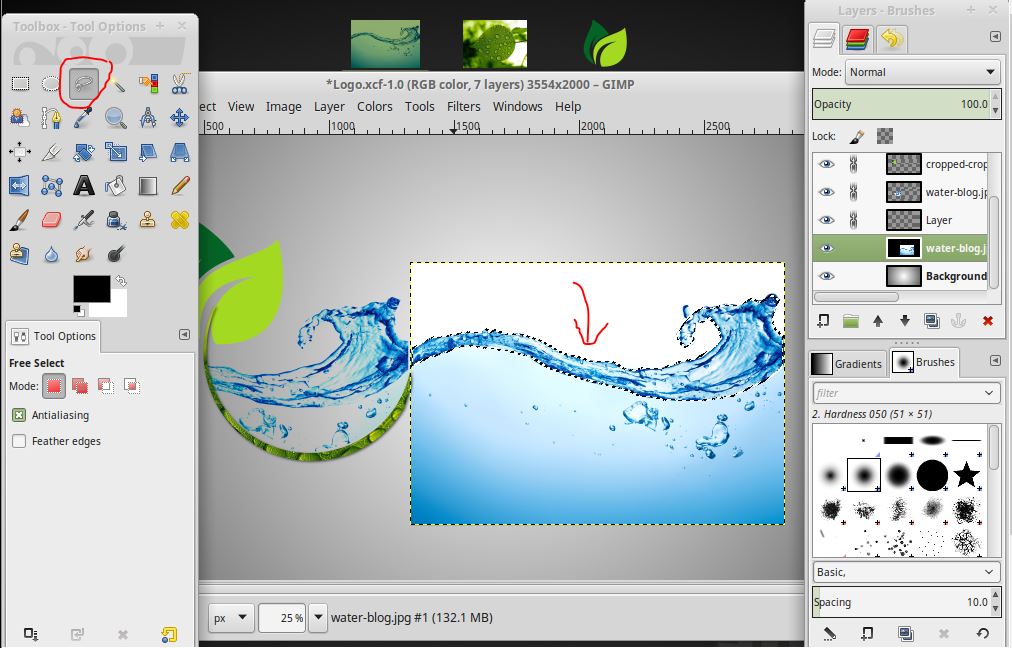 Toolbox - Tool Options
Layers - Brushes
*Logo.xcf-1.0 (RGB color, 7 layers) 3554x2000 – GIMP
ect View Image Layer Colors Tools Filters Windows Help
500 1000 1500 2000 2500
Mode: Normal
Opacity 100.0
Lock:
cropped-crop
water-blog.jp
Layer
water-blog.j
Background
Tool Options
Free Select
Mode:
Antialiasing
Feather edges
Gradients Brushes
filter
2. Hardness 050 (51 × 51)
Basic,
Spacing 10.0
px 25 % water-blog.jpg #1 (132.1 MB)